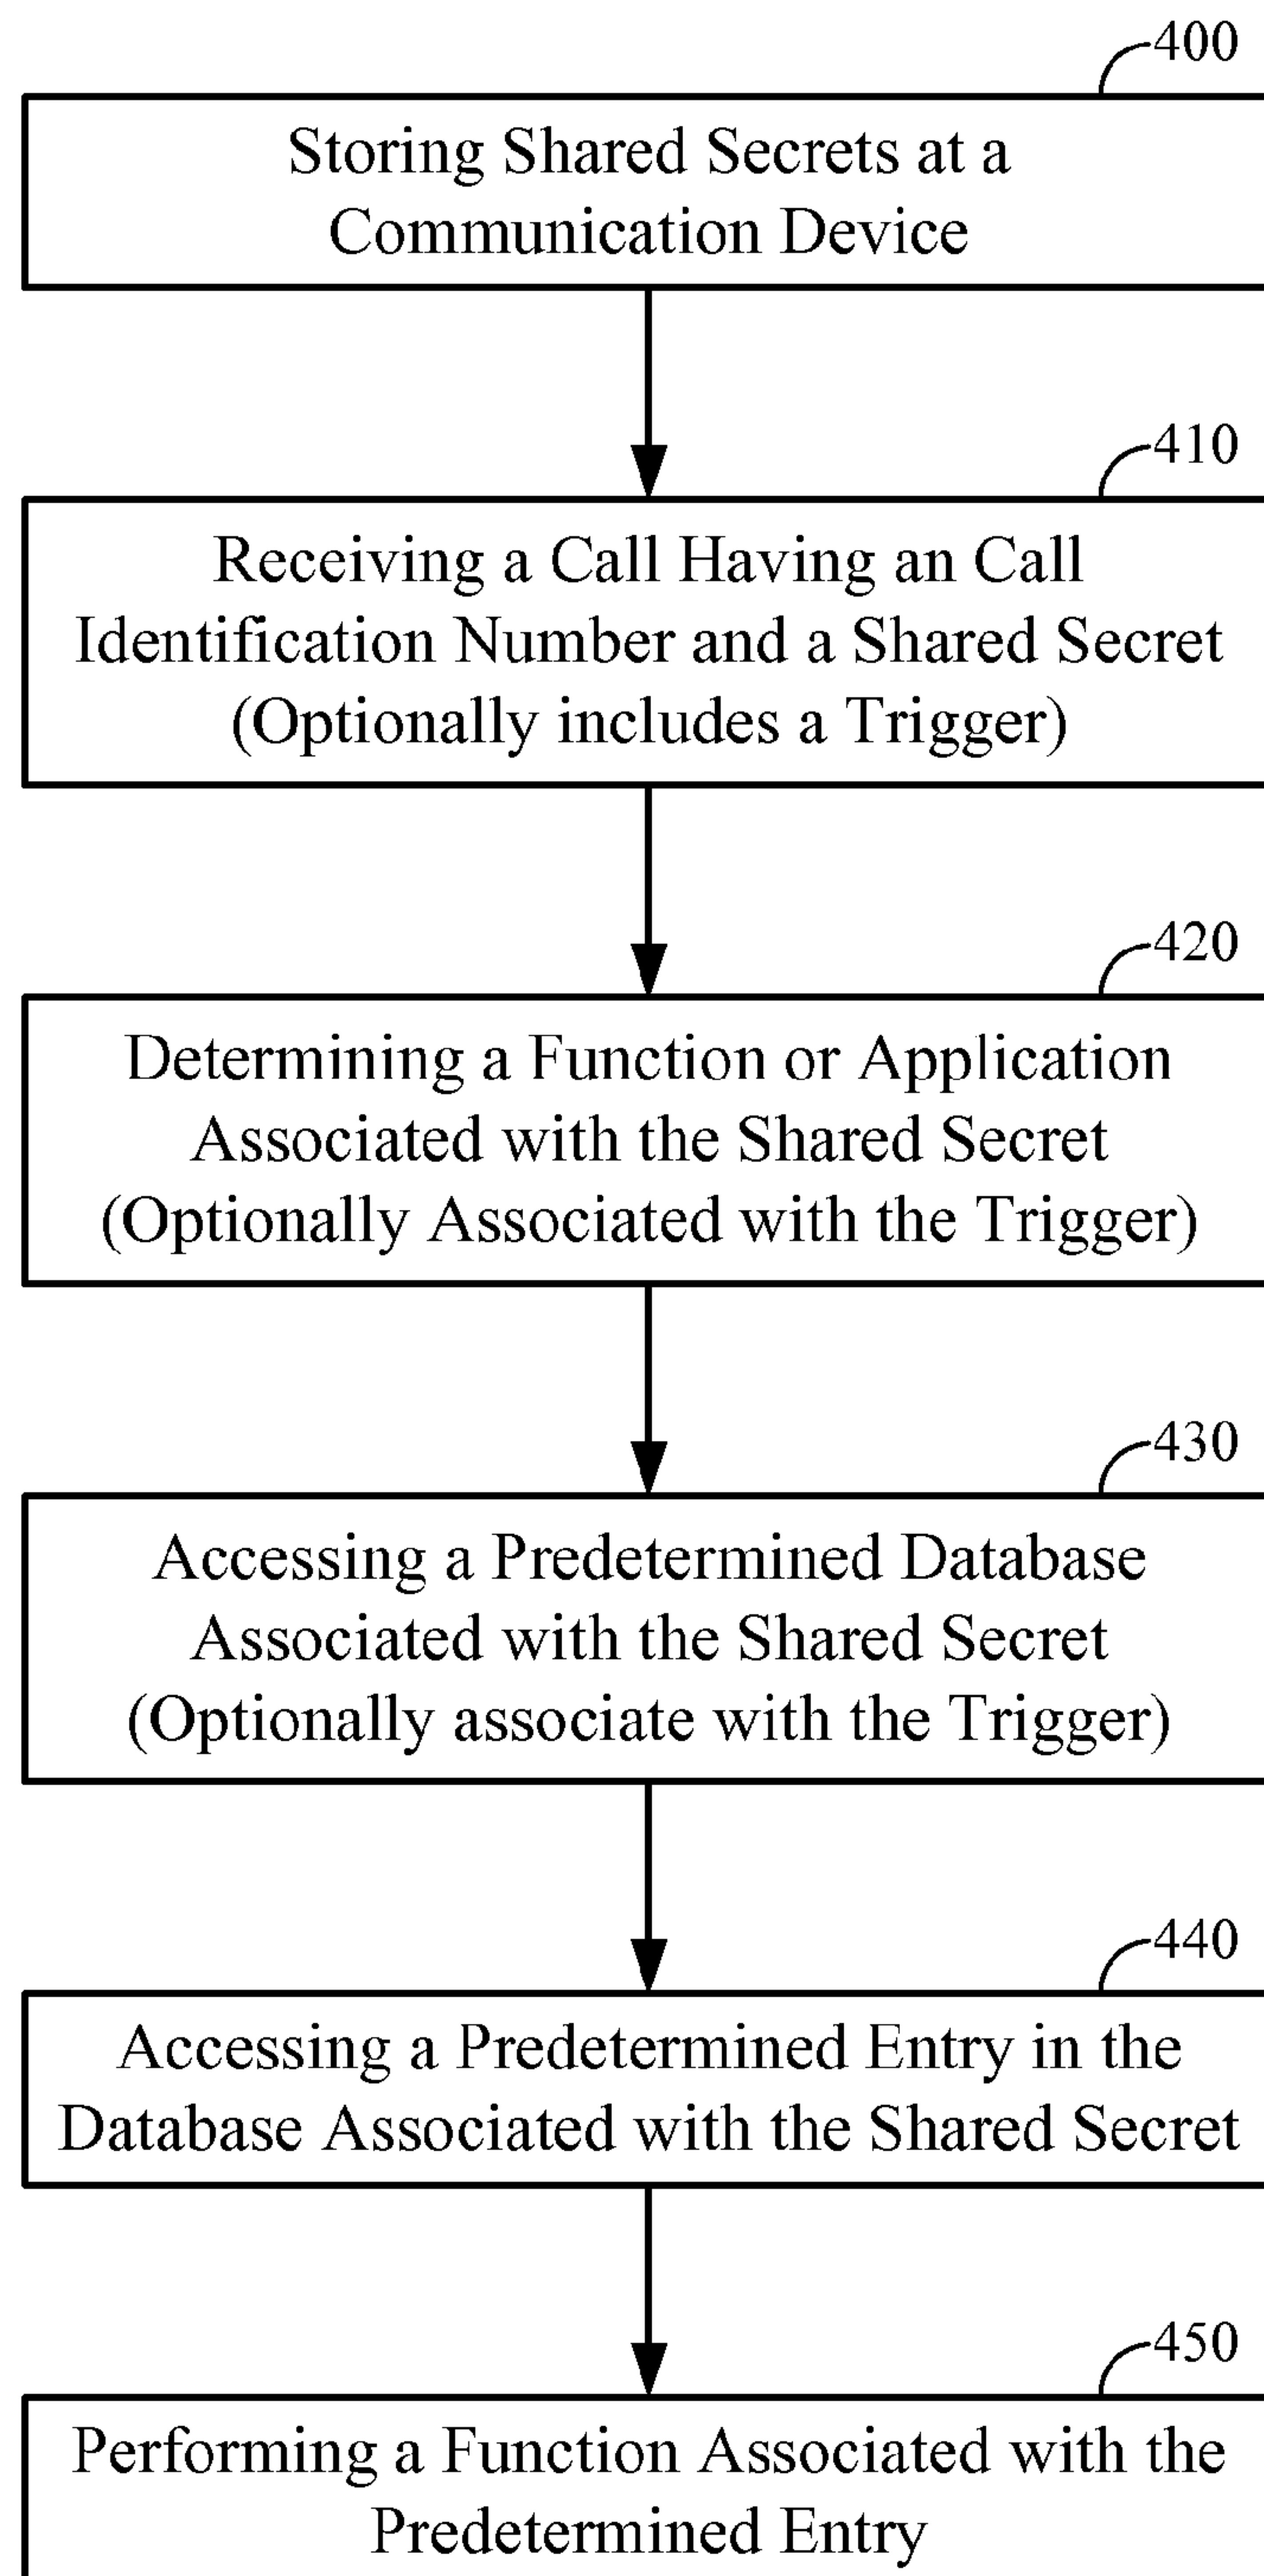 400
Storing Shared Secrets at a
Communication Device
410
Receiving a Call Having an Call
Identification Number and a Shared Secret
(Optionally includes a Trigger)
420
Determining a Function or Application
Associated with the Shared Secret
(Optionally Associated with the Trigger)
430
Accessing a Predetermined Database
Associated with the Shared Secret
(Optionally associate with the Trigger)
440
Accessing a Predetermined Entry in the
Database Associated with the Shared Secret
450
Performing a Function Associated with the
Predetermined Entry